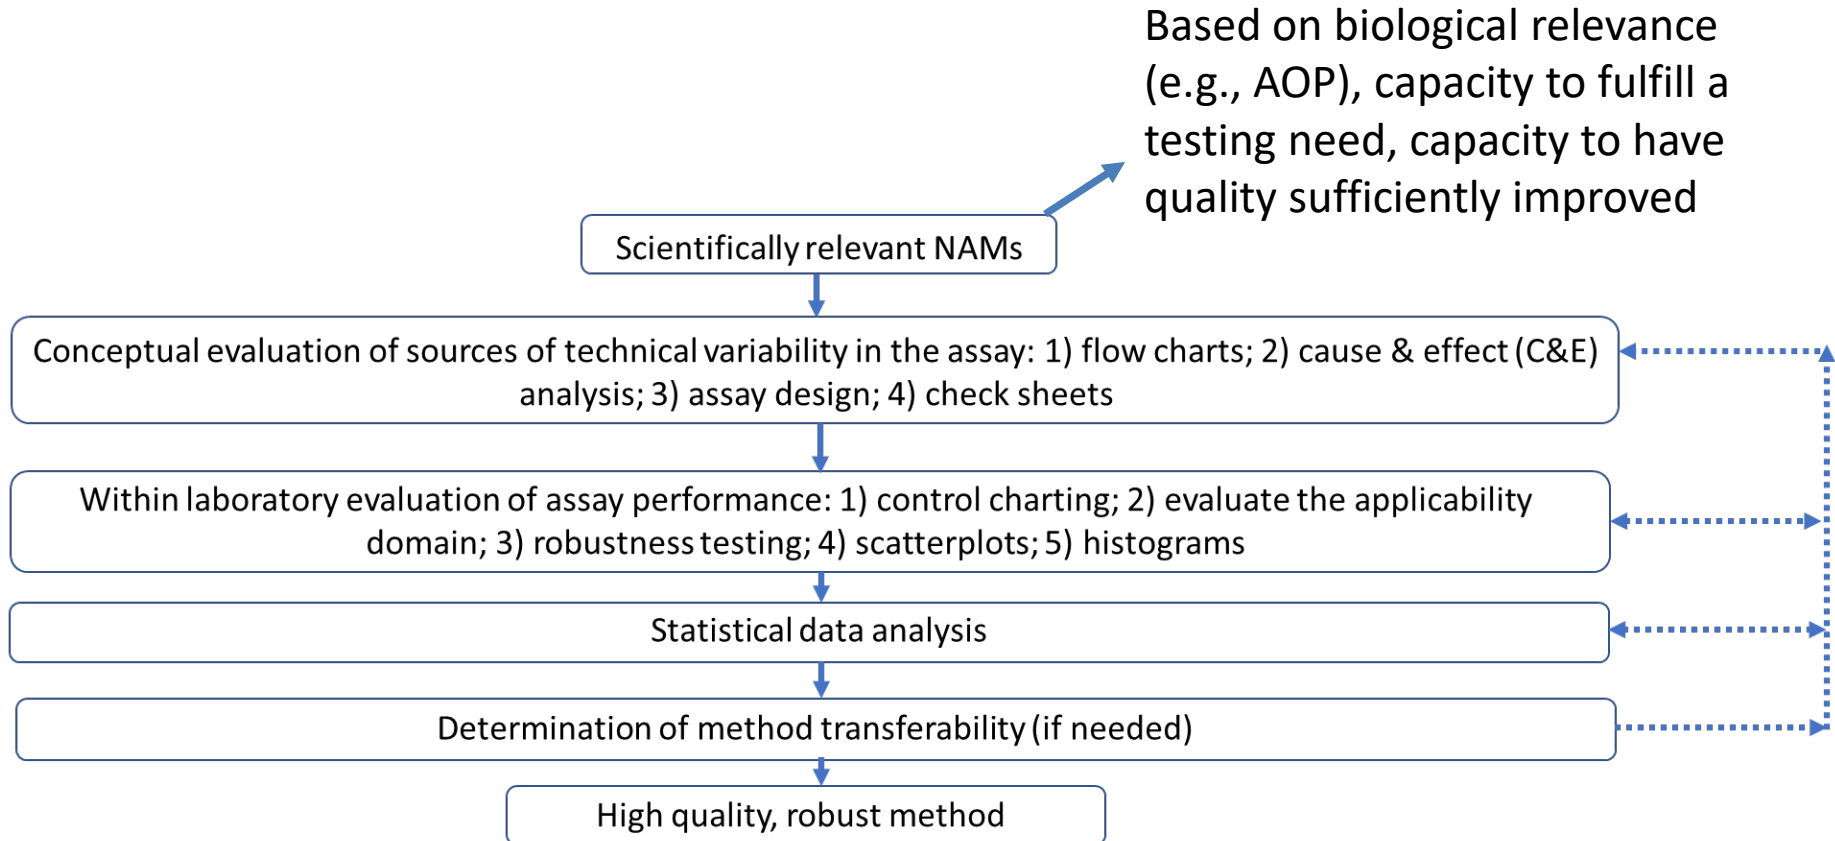 Based on biological relevance
(e.g., AOP), capacity to fulfill a
testing need, capacity to have
quality sufficiently improved
Scientifically relevant NAMs
Conceptual evaluation of sources of technical variability in the assay: 1) flow charts; 2) cause & effect (C&E)
analysis; 3) assay design; 4) check sheets
Within laboratory evaluation of assay performance: 1) control charting; 2) evaluate the applicability
domain; 3) robustness testing; 4) scatterplots; 5) histograms
Statistical data analysis
Determination of method transferability (if needed)
High quality, robust method